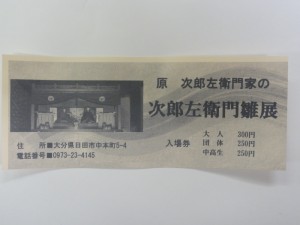 原 次郎左衛門家の
次郎左衛門雛展
入場券
大人 300円
団体 250円
中高生 250円
住所■大分県日田市中本町5-4
電話番号■0973-23-4145